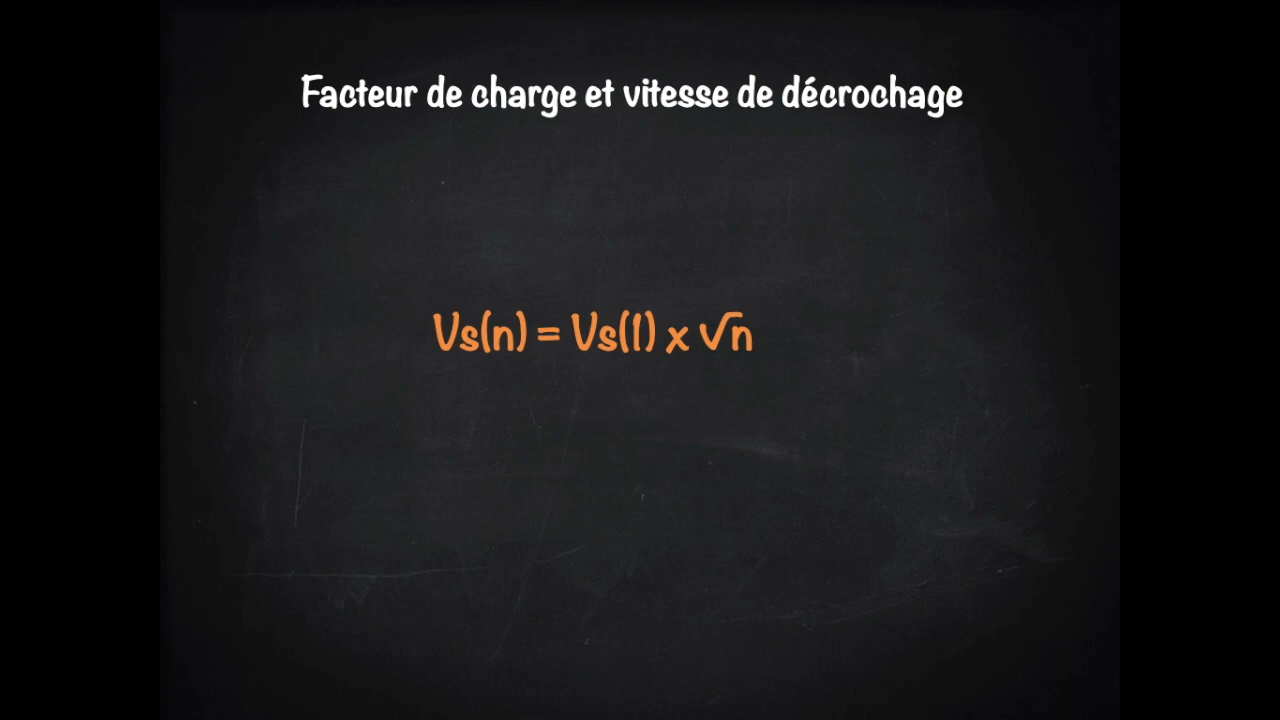 Facteur de charge et vitesse de décrochage
Vs(n) = Vs(1) x √n